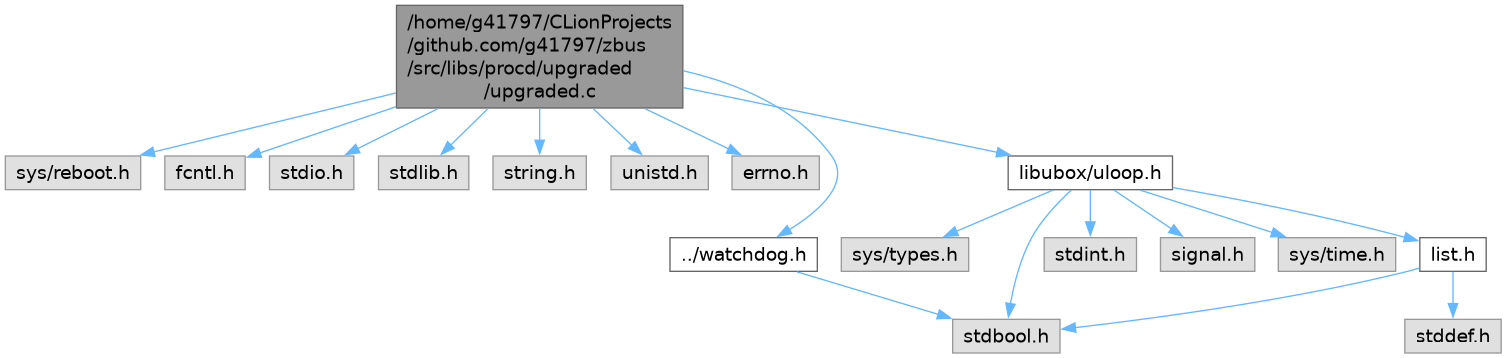 /home/g41797/CLionProjects
/github.com/g41797/zbus
/src/libs/procd/upgraded
/upgraded.c
sys/reboot.h
fcntl.h
stdio.h
stdlib.h
string.h
unistd.h
errno.h
libubox/uloop.h
../watchdog.h
sys/types.h
stdint.h
signal.h
sys/time.h
list.h
stdbool.h
stddef.h